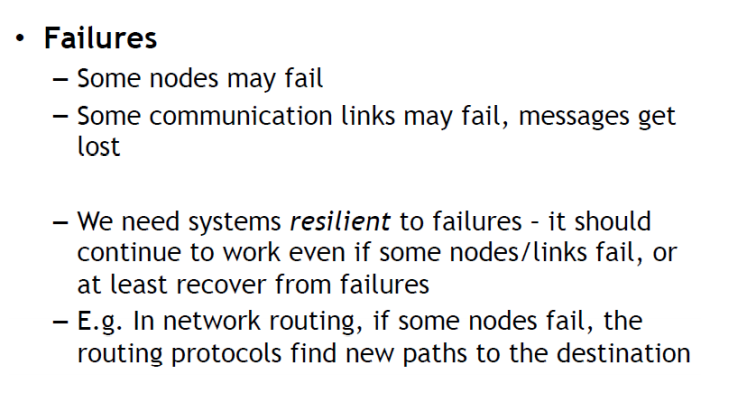 • Failures
– Some nodes may fail
– Some communication links may fail, messages get
lost
– We need systems resilient to failures – it should
continue to work even if some nodes/links fail, or
at least recover from failures
– E.g. In network routing, if some nodes fail, the
routing protocols find new paths to the destination